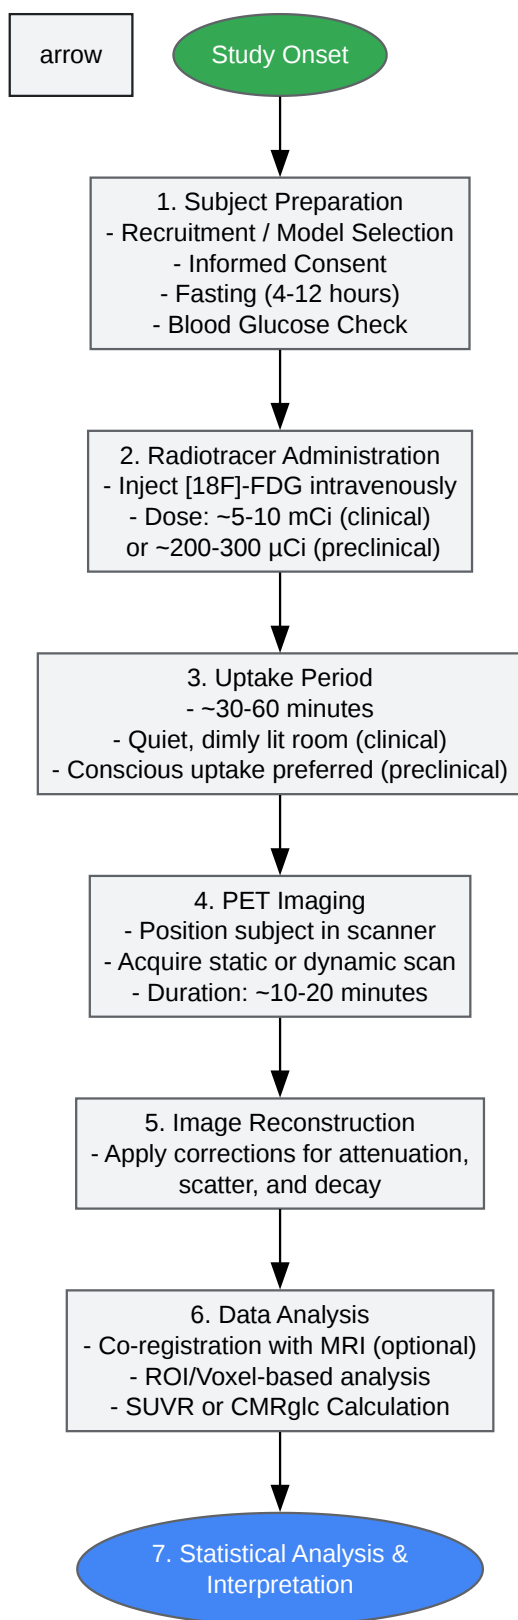 arrow
Study Onset
1. Subject Preparation
- Recruitment / Model Selection
- Informed Consent
- Fasting (4-12 hours)
- Blood Glucose Check
2. Radiotracer Administration
- Inject [18F]-FDG intravenously
- Dose: ~5-10 mCi (clinical)
or ~200-300 µCi (preclinical)
3. Uptake Period
- ~30-60 minutes
- Quiet, dimly lit room (clinical)
- Conscious uptake preferred (preclinical)
4. PET Imaging
- Position subject in scanner
- Acquire static or dynamic scan
- Duration: ~10-20 minutes
5. Image Reconstruction
- Apply corrections for attenuation,
scatter, and decay
6. Data Analysis
- Co-registration with MRI (optional)
- ROI/Voxel-based analysis
- SUVR or CMRglc Calculation
7. Statistical Analysis &
Interpretation